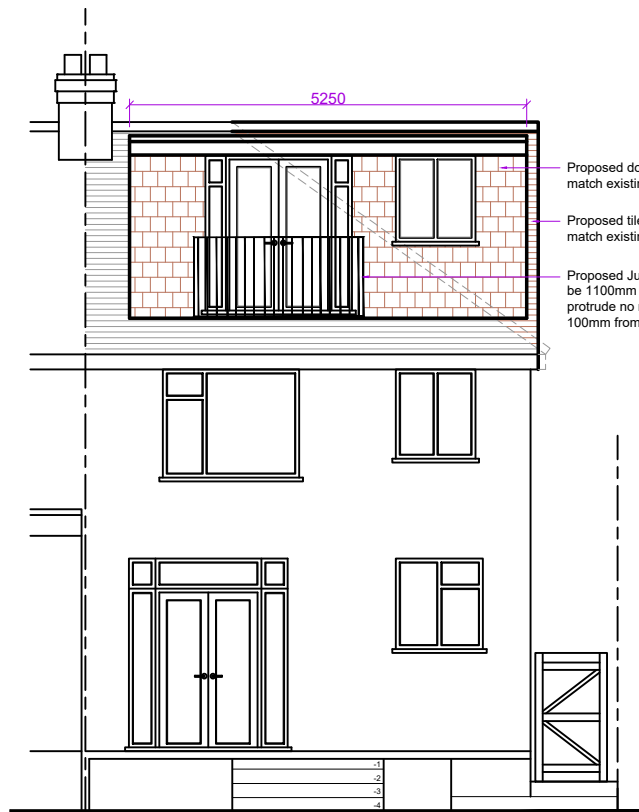 5250
Proposed do
match existin
Proposed tile
match existin
Proposed Ju
be 1100mm
protrude no
100mm from
-1
-2
-3
-4